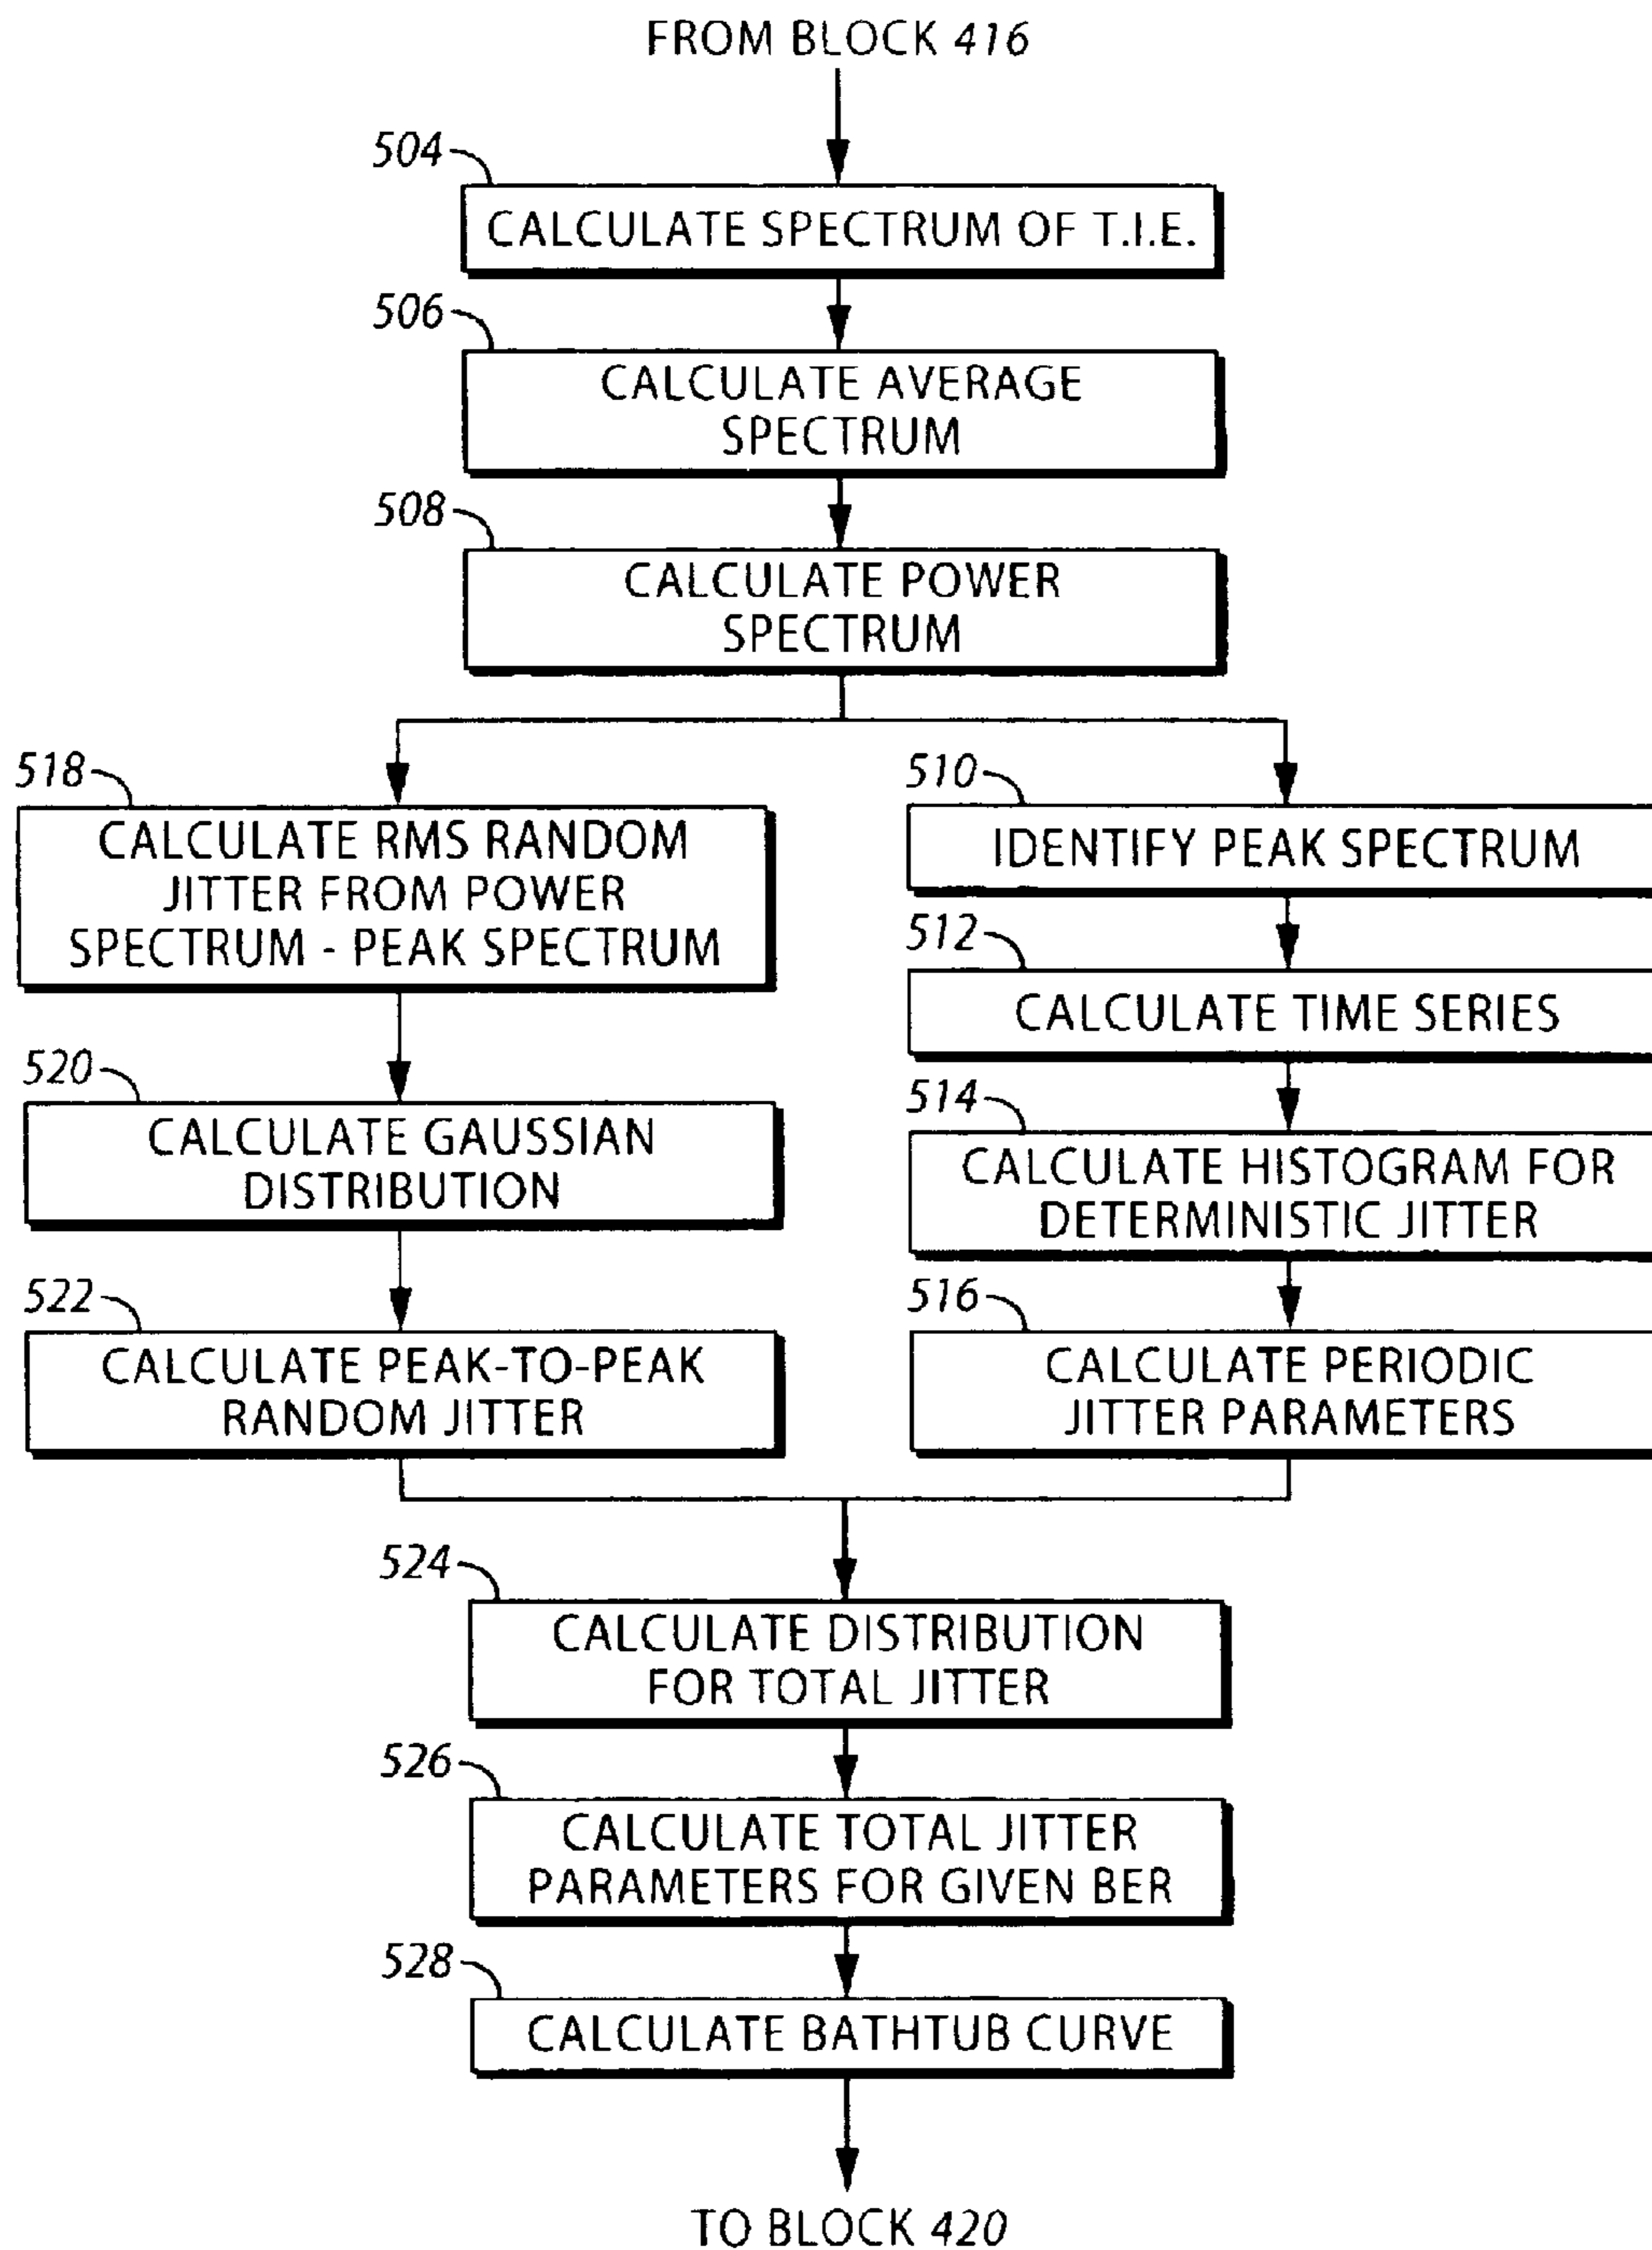 FROM BLOCK 416
504
CALCULATE SPECTRUM OF T.I.E.
506
CALCULATE AVERAGE
SPECTRUM
508
CALCULATE POWER
SPECTRUM
518
CALCULATE RMS RANDOM
JITTER FROM POWER
SPECTRUM - PEAK SPECTRUM
520
CALCULATE GAUSSIAN
DISTRIBUTION
522
CALCULATE PEAK-TO-PEAK
RANDOM JITTER
510
IDENTIFY PEAK SPECTRUM
512
CALCULATE TIME SERIES
514
CALCULATE HISTOGRAM FOR
DETERMINISTIC JITTER
516
CALCULATE PERIODIC
JITTER PARAMETERS
524
CALCULATE DISTRIBUTION
FOR TOTAL JITTER
526
CALCULATE TOTAL JITTER
PARAMETERS FOR GIVEN BER
528
CALCULATE BATHTUB CURVE
TO BLOCK 420